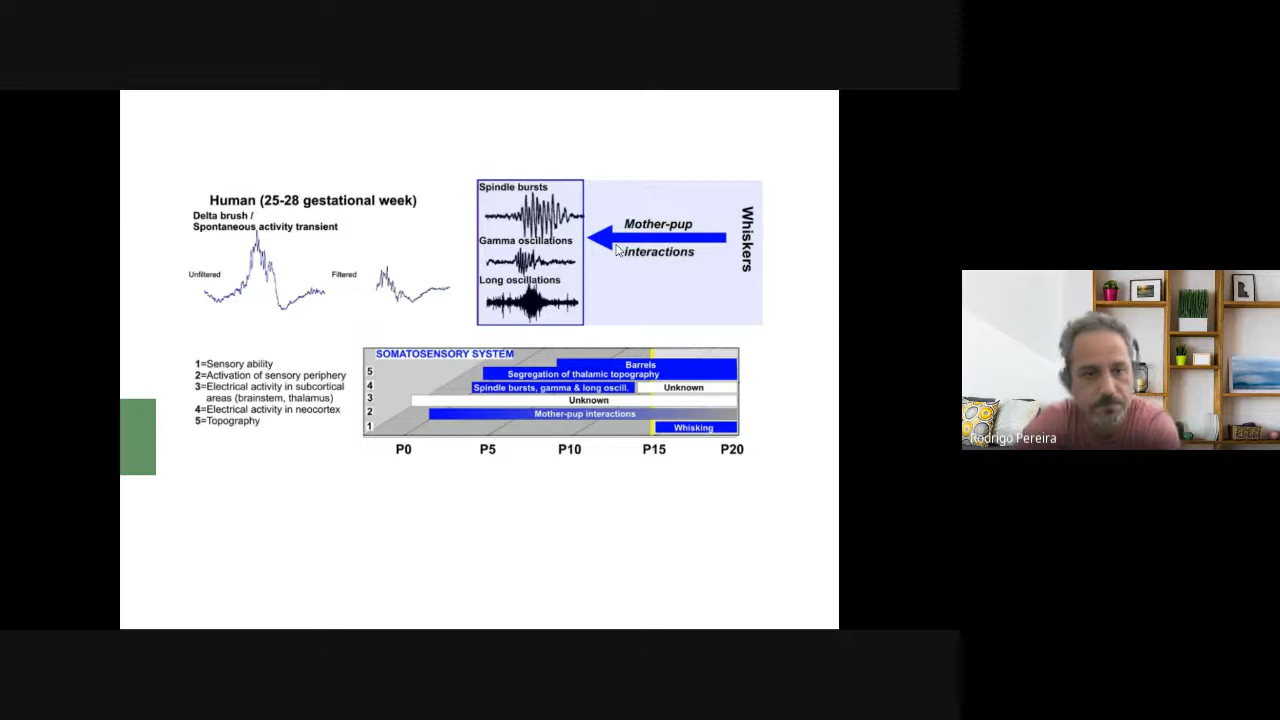 Human (25-28 gestational week)
Delta brush /
Spontaneous activity transient
Unfiltered
Filtered
Spindle bursts
Gamma oscillations
Long oscillations
Mother-pup
interactions
Whiskers
1=Sensory ability
2=Activation of sensory periphery
3=Electrical activity in subcortical
areas (brainstem, thalamus)
4=Electrical activity in neocortex
5=Topography
SOMATOSENSORY SYSTEM
Barrels
5
Segregation of thalamic topography
4
Spindle bursts, gamma & long oscill.
Unknown
3
Unknown
2
Mother-pup interactions
1
Whisking
P0
P5
P10
P15
P20
Rodrigo Pereira